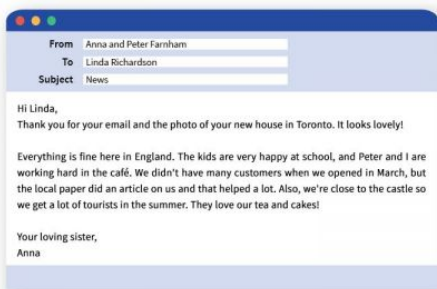 From Anna and Peter Farnham
To Linda Richardson
Subject News
Hi Linda,
Thank you for your email and the photo of your new house in Toronto. It looks lovely!
Everything is fine here in England. The kids are very happy at school, and Peter and I are
working hard in the café. We didn't have many customers when we opened in March, but
the local paper did an article on us and that helped a lot. Also, we're close to the castle so
we get a lot of tourists in the summer. They love our tea and cakes!
Your loving sister,
Anna